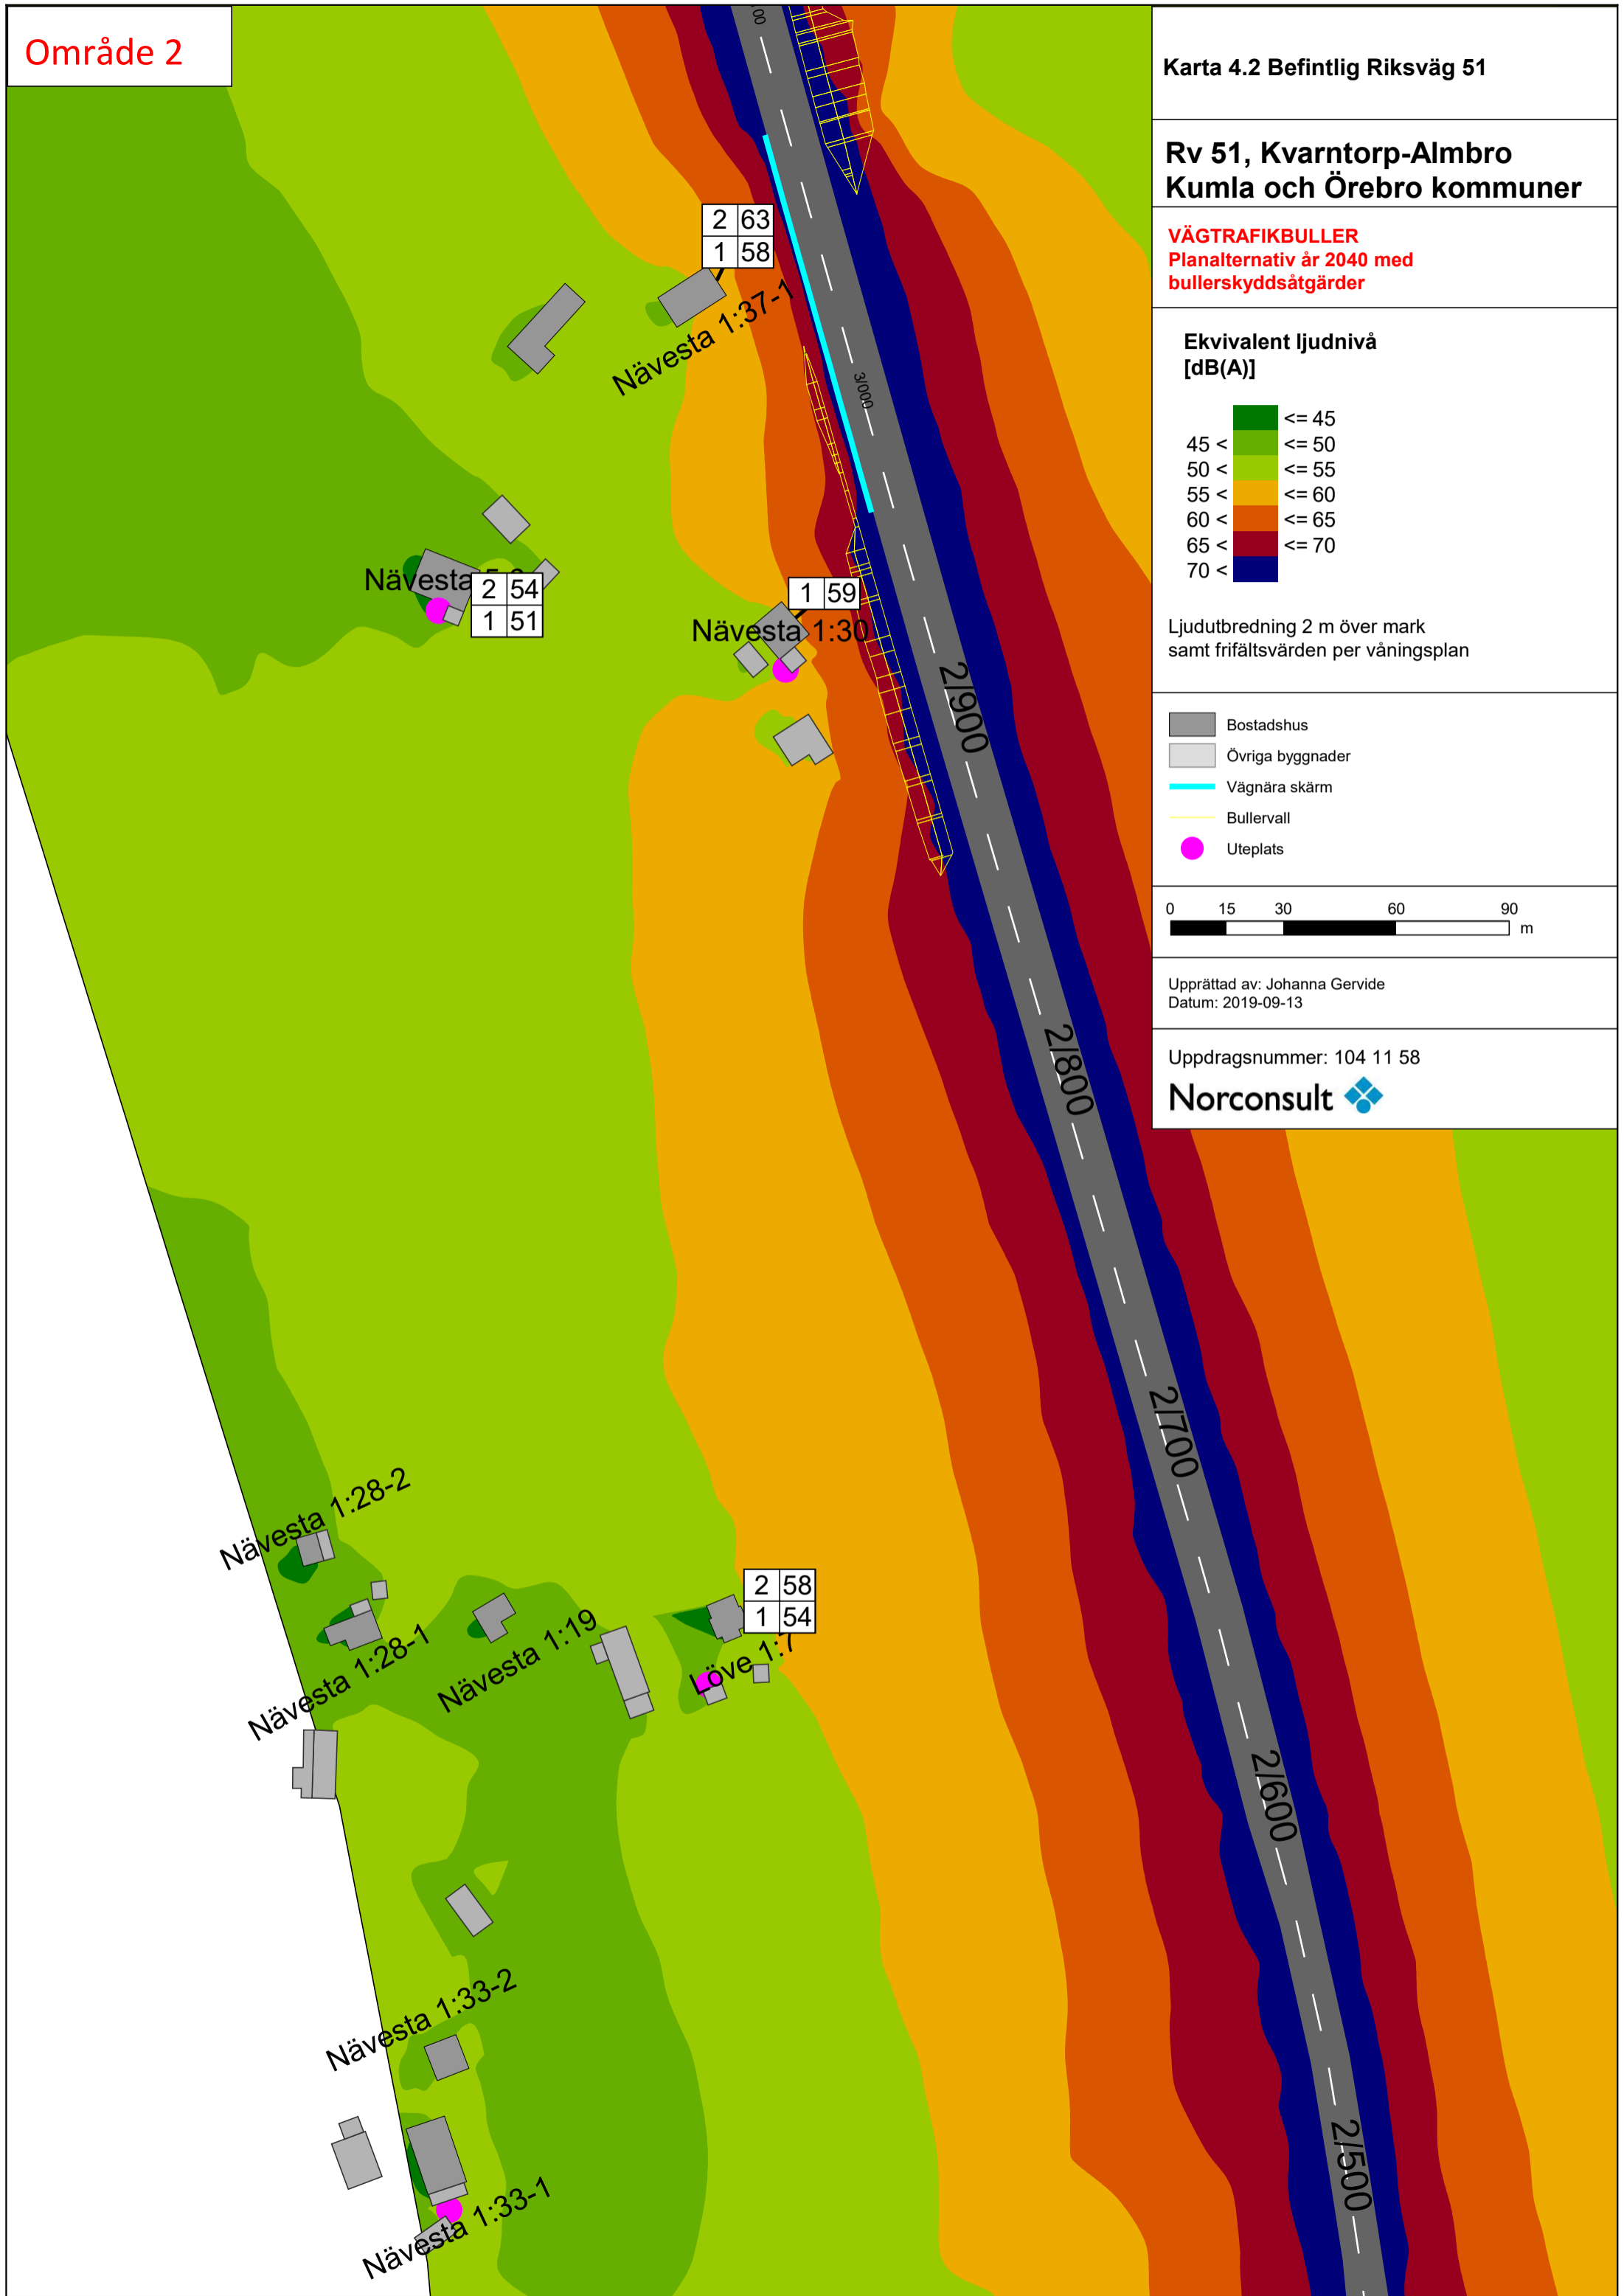 Område 2
Karta 4.2 Befintlig Riksväg 51
Rv 51, Kvarntorp-Almbro
Kumla och Örebro kommuner
VÄGTRAFIKBULLER
Planalternativ år 2040 med
bullerskyddsåtgärder
Ekvivalent ljudnivå
[dB(A)]
<= 45
45 < <= 50
50 < <= 55
55 < <= 60
60 < <= 65
65 < <= 70
70 <
Ljudutbredning 2 m över mark
samt frifältsvärden per våningsplan
Bostadshus
Övriga byggnader
Vägnära skärm
Bullervall
Uteplats
0 15 30 60 90
m
Upprättad av: Johanna Gervide
Datum: 2019-09-13
Uppdragsnummer: 104 11 58
Norconsult
00
2 63
1 58
Nävesta 1:37-1
3/000
Nävesta
2 54
1 51
1 59
Nävesta 1:30
2/900
2/800
2/700
Nävesta 1:28-2
Nävesta 1:28-1
Nävesta 1:19
2 58
1 54
Löve 1:7
2/600
Nävesta 1:33-2
2/500
Nävesta 1:33-1